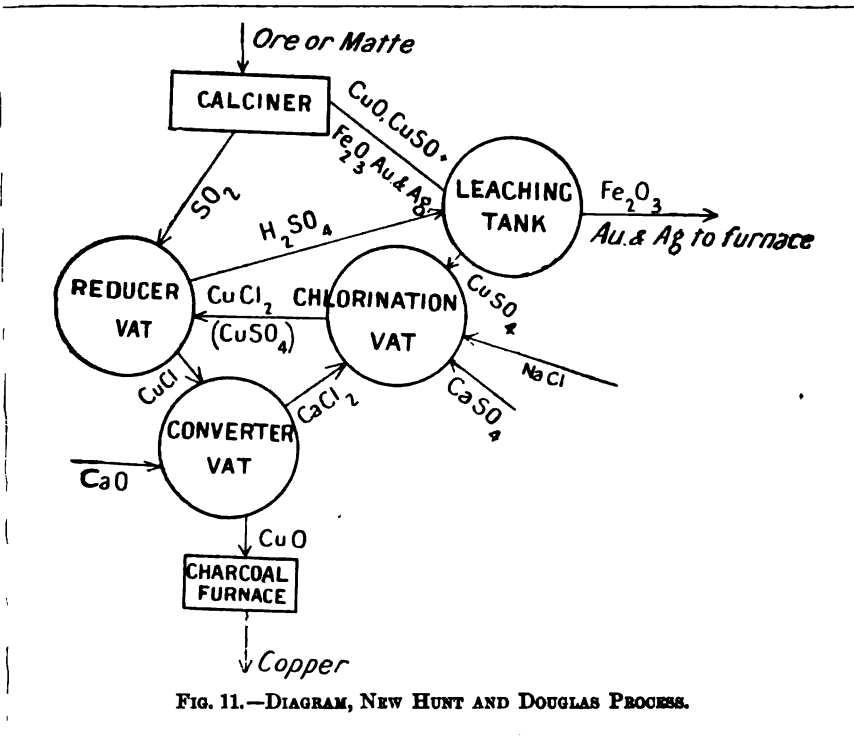 Ore or Matte
CALCINER
CuO, CuSO4
Fe2O3 Au. & Ag.
SO2
LEACHING
TANK
Fe2O3
Au. & Ag to furnace
H2SO4
REDUCER
VAT
CuCl2
(CuSO4)
CHLORINATION
VAT
CuSO4
NaCl
CaSO4
CuCl
CaCl2
CONVERTER
VAT
CaO
CuO
CHARCOAL
FURNACE
Copper
FIG. 11.—DIAGRAM, NEW HUNT AND DOUGLAS PROCESS.